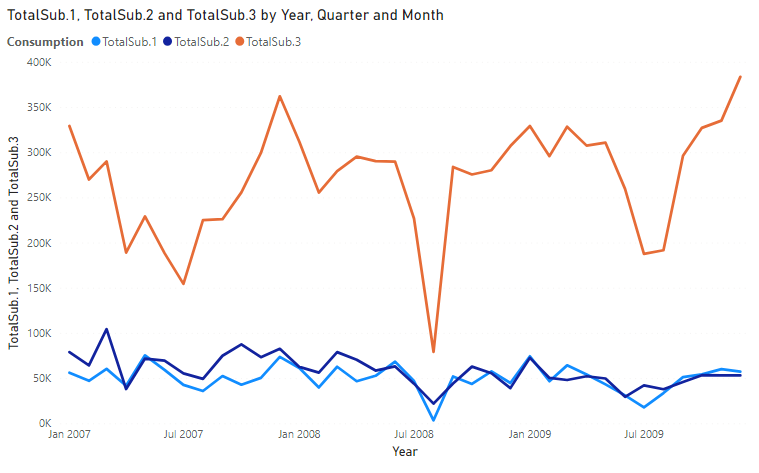 TotalSub.1, TotalSub.2 and TotalSub.3 by Year, Quarter and Month
Consumption TotalSub.1 TotalSub.2 TotalSub.3
TotalSub.1, TotalSub.2 and TotalSub.3
400K
350K
300K
250K
200K
150K
100K
50K
0K
Jan 2007 Jul 2007 Jan 2008 Jul 2008 Jan 2009 Jul 2009
Year